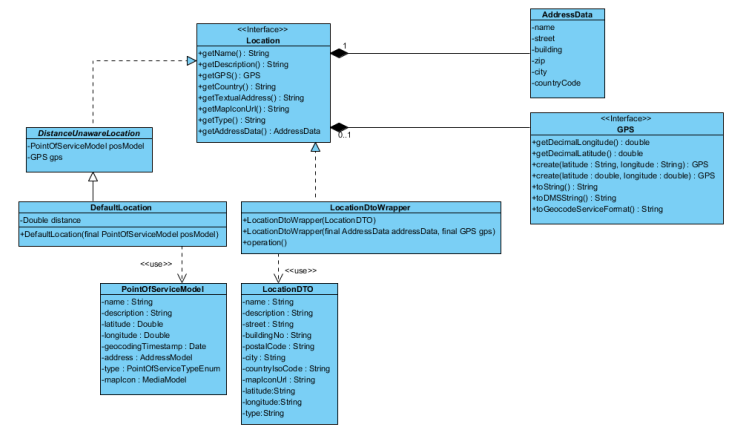 <<Interface>>
Location
+getName() : String
+getDescription() : String
+getGPS() : GPS
+getCountry() : String
+getTextualAddress() : String
+getMapIconUrl() : String
+getType() : String
+getAddressData() : AddressData
1
0..1
AddressData
-name
-street
-building
-zip
-city
-countryCode
<<Interface>>
GPS
+getDecimalLongitude() : double
+getDecimalLatitude() : double
+create(latitude : String, longitude : String) : GPS
+create(latitude : double, longitude : double) : GPS
+toString() : String
+toDMSString() : String
+toGeocodeServiceFormat() : String
DistanceUnawareLocation
-PointOfServiceModel posModel
-GPS gps
DefaultLocation
-Double distance
+DefaultLocation(final PointOfServiceModel posModel)
LocationDtoWrapper
+LocationDtoWrapper(LocationDTO)
+LocationDtoWrapper(final AddressData addressData, final GPS gps)
+operation()
<<use>>
<<use>>
PointOfServiceModel
-name : String
-description : String
-latitude : Double
-longitude : Double
-geocodingTimestamp : Date
-address : AddressModel
-type : PointOfServiceTypeEnum
-mapIcon : MediaModel
LocationDTO
-name : String
-description : String
-street : String
-buildingNo : String
-postalCode : String
-city : String
-countryIsoCode : String
-mapIconUrl : String
-latitude:String
-longitude:String
-type:String